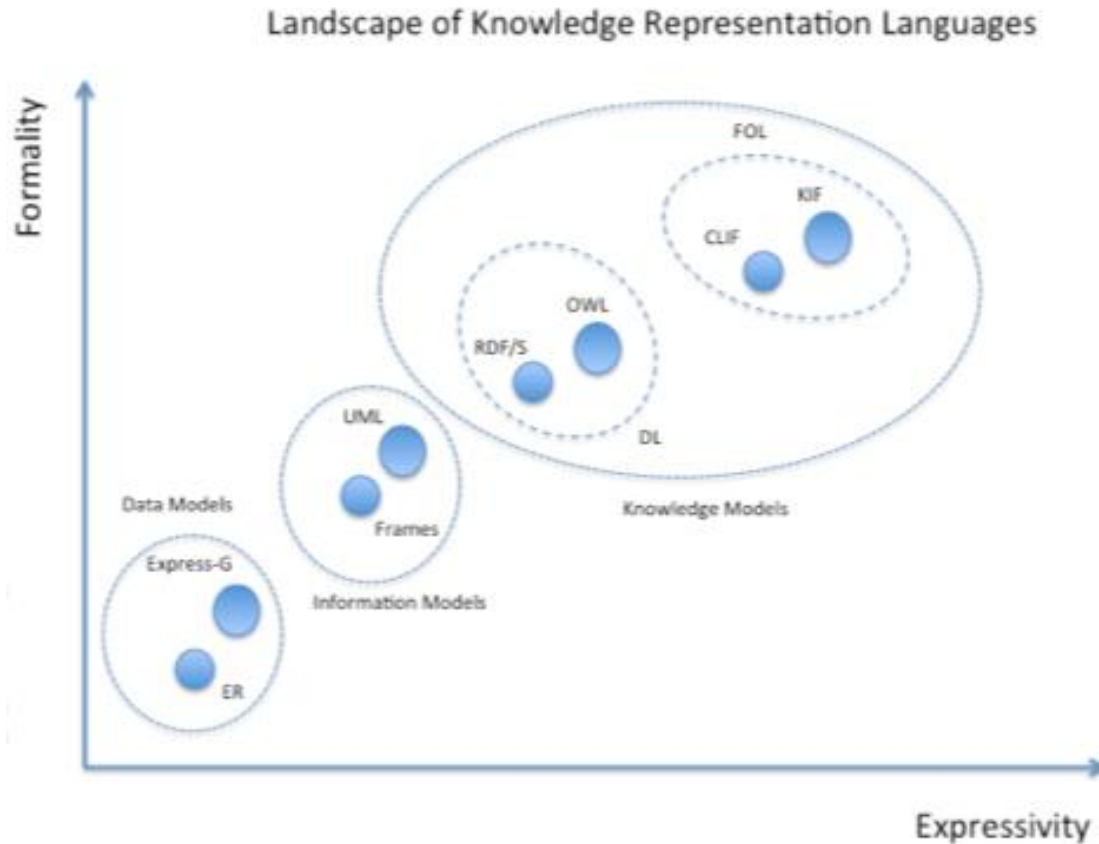 Landscape of Knowledge Representation Languages
Formality
FOL
KIF
CLIF
OWL
RDF/S
DL
UML
Frames
Data Models
Knowledge Models
Express-G
Information Models
ER
Expressivity